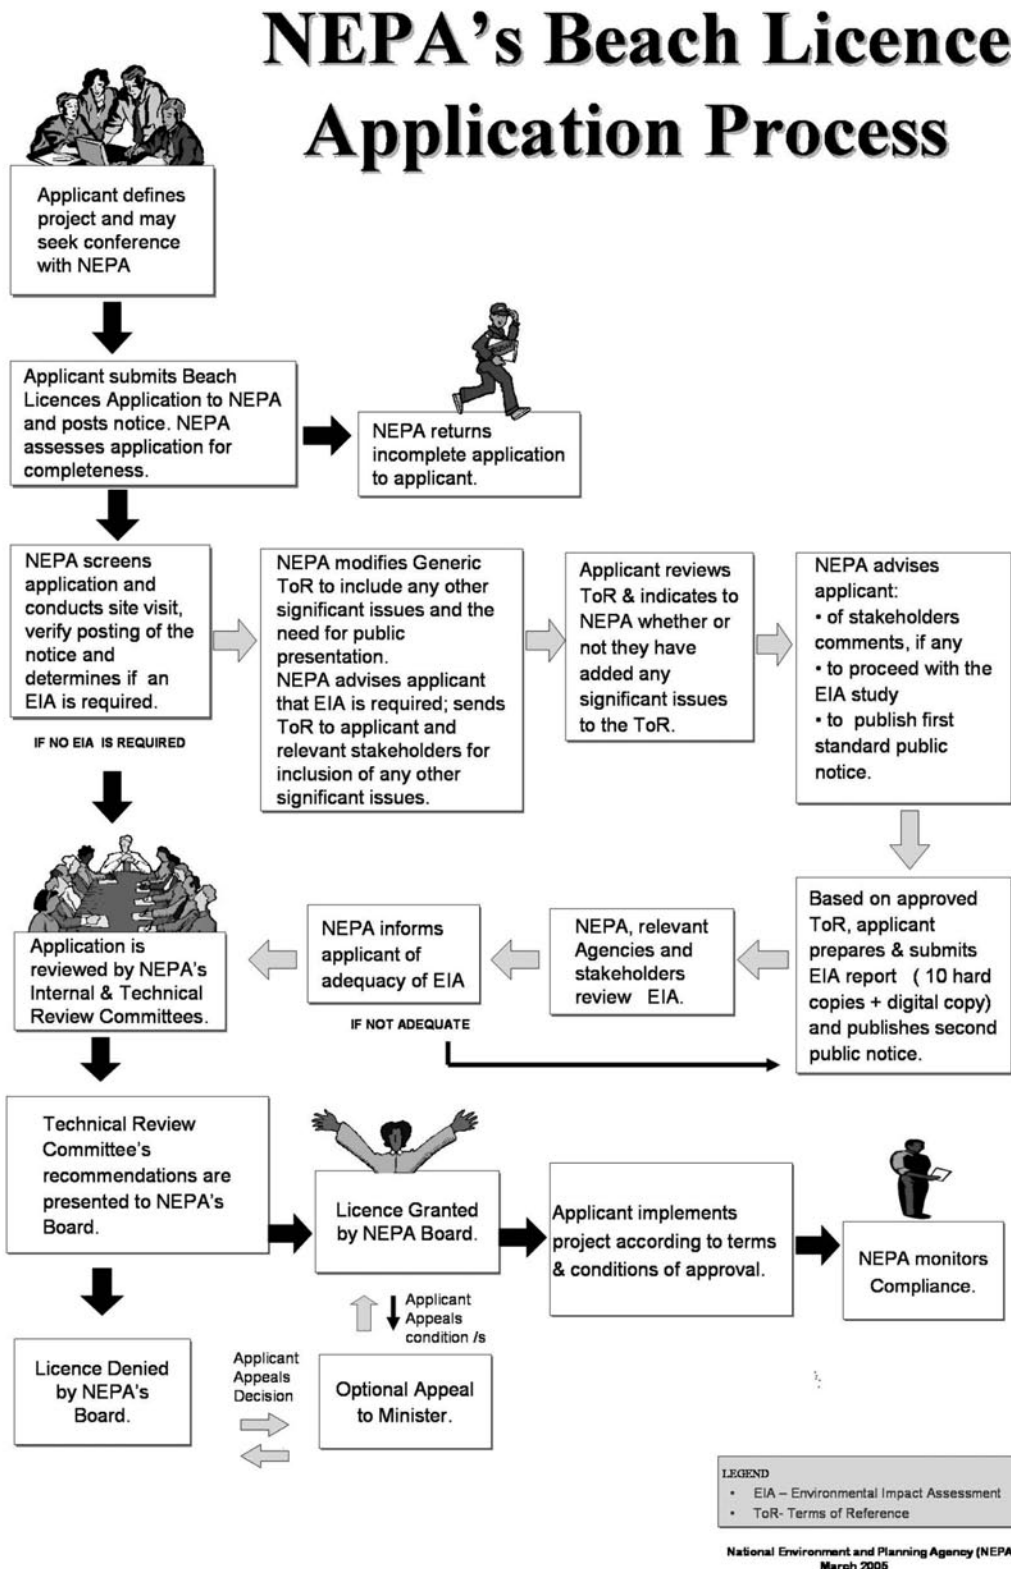 NEPA's Beach Licence
Application Process
Applicant defines
project and may
seek conference
with NEPA
Applicant submits Beach
Licences Application to NEPA
and posts notice. NEPA
assesses application for
completeness.
NEPA returns
incomplete application
to applicant.
NEPA screens
application and
conducts site visit,
verify posting of the
notice and
determines if an
EIA is required.
IF NO EIA IS REQUIRED
NEPA modifies Generic
ToR to include any other
significant issues and the
need for public
presentation.
NEPA advises applicant
that EIA is required; sends
ToR to applicant and
relevant stakeholders for
inclusion of any other
significant issues.
Applicant reviews
ToR & indicates to
NEPA whether or
not they have
added any
significant issues
to the ToR.
NEPA advises
applicant:
• of stakeholders
comments, if any
• to proceed with the
EIA study
• to publish first
standard public
notice.
Based on approved
ToR, applicant
prepares & submits
EIA report ( 10 hard
copies + digital copy)
and publishes second
public notice.
NEPA, relevant
Agencies and
stakeholders
review EIA.
NEPA informs
applicant of
adequacy of EIA
IF NOT ADEQUATE
Application is
reviewed by NEPA's
Internal & Technical
Review Committees.
Technical Review
Committee's
recommendations are
presented to NEPA's
Board.
Licence Granted
by NEPA Board.
Applicant implements
project according to terms
& conditions of approval.
NEPA monitors
Compliance.
Applicant
Appeals
condition /s
Licence Denied
by NEPA's
Board.
Applicant
Appeals
Decision
Optional Appeal
to Minister.
LEGEND
• EIA – Environmental Impact Assessment
• ToR- Terms of Reference
National Environment and Planning Agency (NEPA
March 2005